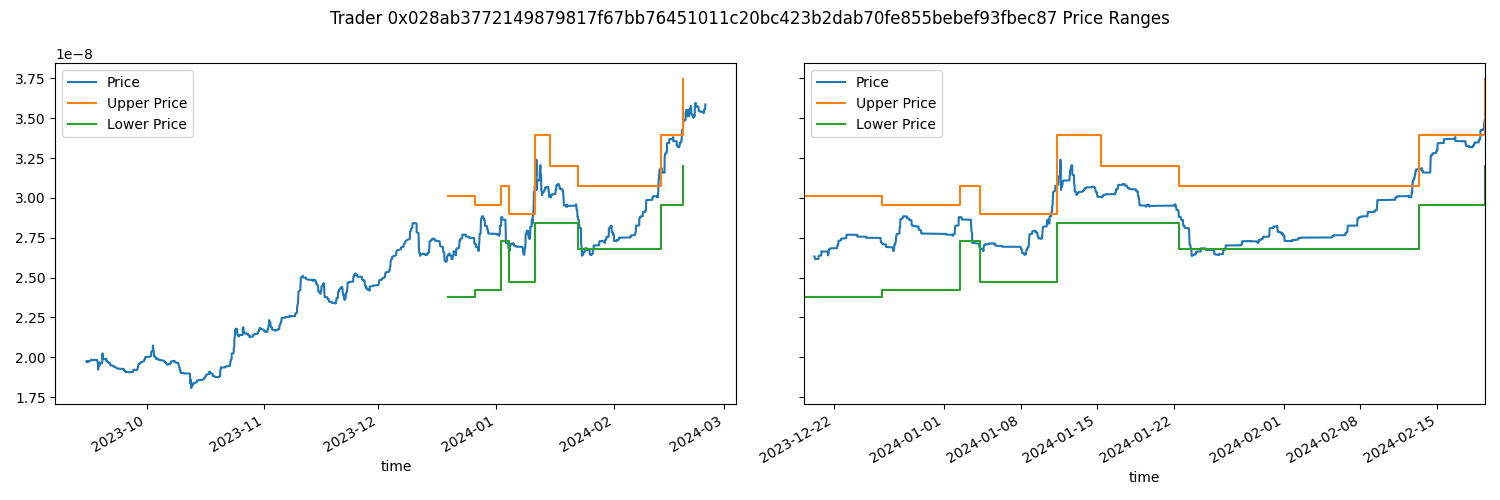 Trader 0x028ab3772149879817f67bb76451011c20bc423b2dab70fe855bebef93fbec87 Price Ranges
1e−8
3.75
3.50
3.25
3.00
2.75
2.50
2.25
2.00
1.75
Price
Upper Price
Lower Price
2023-10
2023-11
2023-12
2024-01
2024-02
2024-03
time
Price
Upper Price
Lower Price
2023-12-22
2024-01-01
2024-01-08
2024-01-15
2024-01-22
2024-02-01
2024-02-08
2024-02-15
time